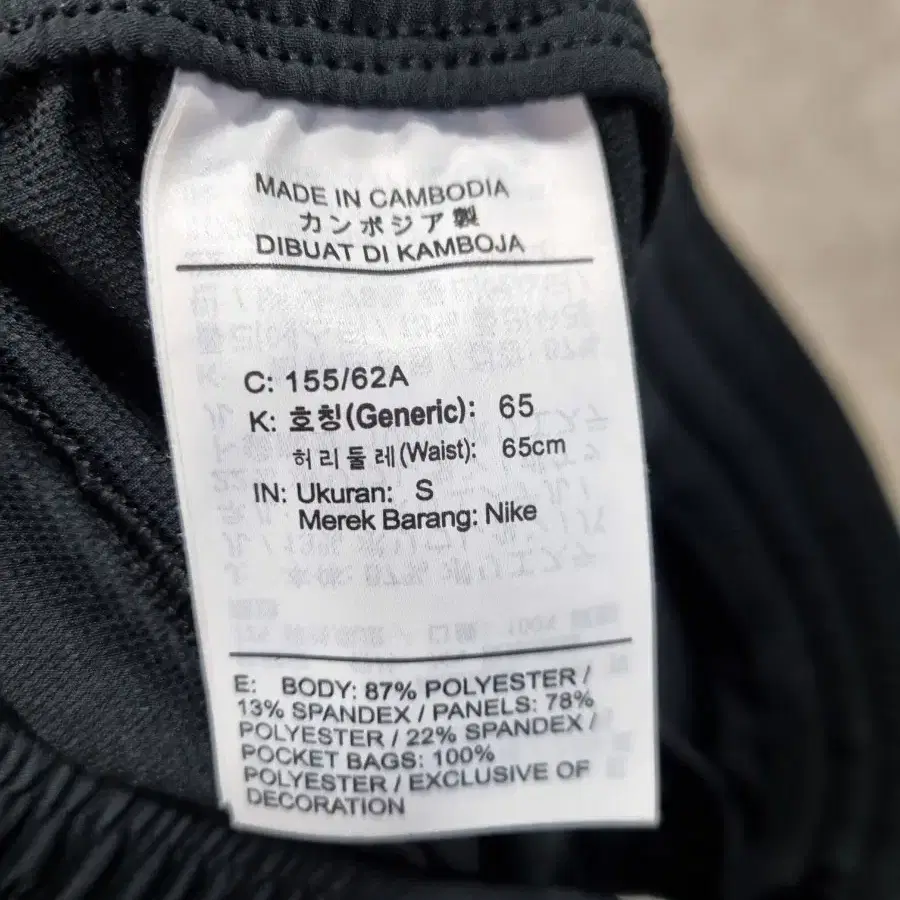 MADE IN CAMBODIA
カンボジア製
DIBUAT DI KAMBOJA
C: 155/62A
K: 호칭(Generic): 65
허리둘레(Waist): 65cm
IN: Ukuran: S
Merek Barang: Nike
E: BODY: 87% POLYESTER /
13% SPANDEX / PANELS: 78%
POLYESTER / 22% SPANDEX /
POCKET BAGS: 100%
POLYESTER / EXCLUSIVE OF
DECORATION